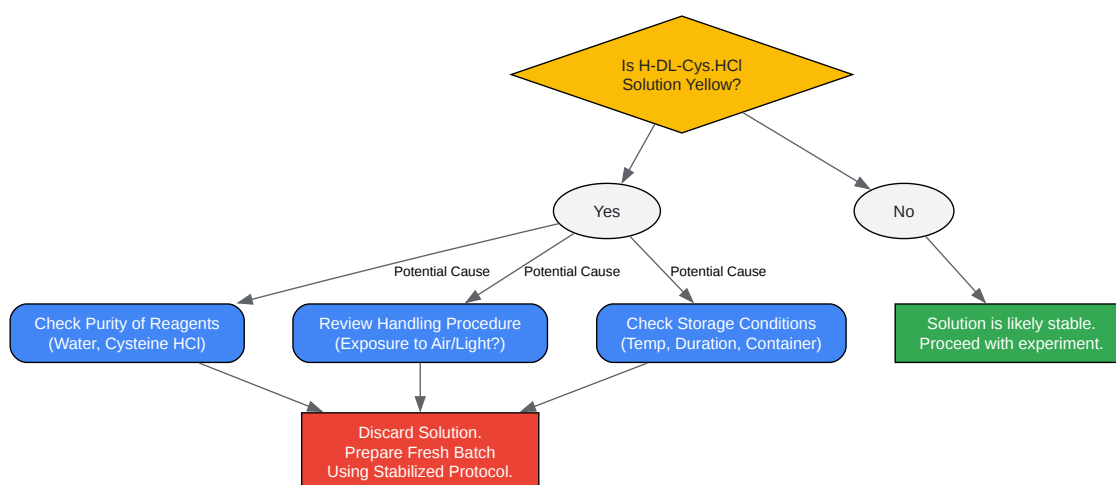 Is H-DL-Cys.HCl
Solution Yellow?
Yes
No
Potential Cause
Potential Cause
Potential Cause
Check Purity of Reagents
(Water, Cysteine HCl)
Review Handling Procedure
(Exposure to Air/Light?)
Check Storage Conditions
(Temp, Duration, Container)
Solution is likely stable.
Proceed with experiment.
Discard Solution.
Prepare Fresh Batch
Using Stabilized Protocol.